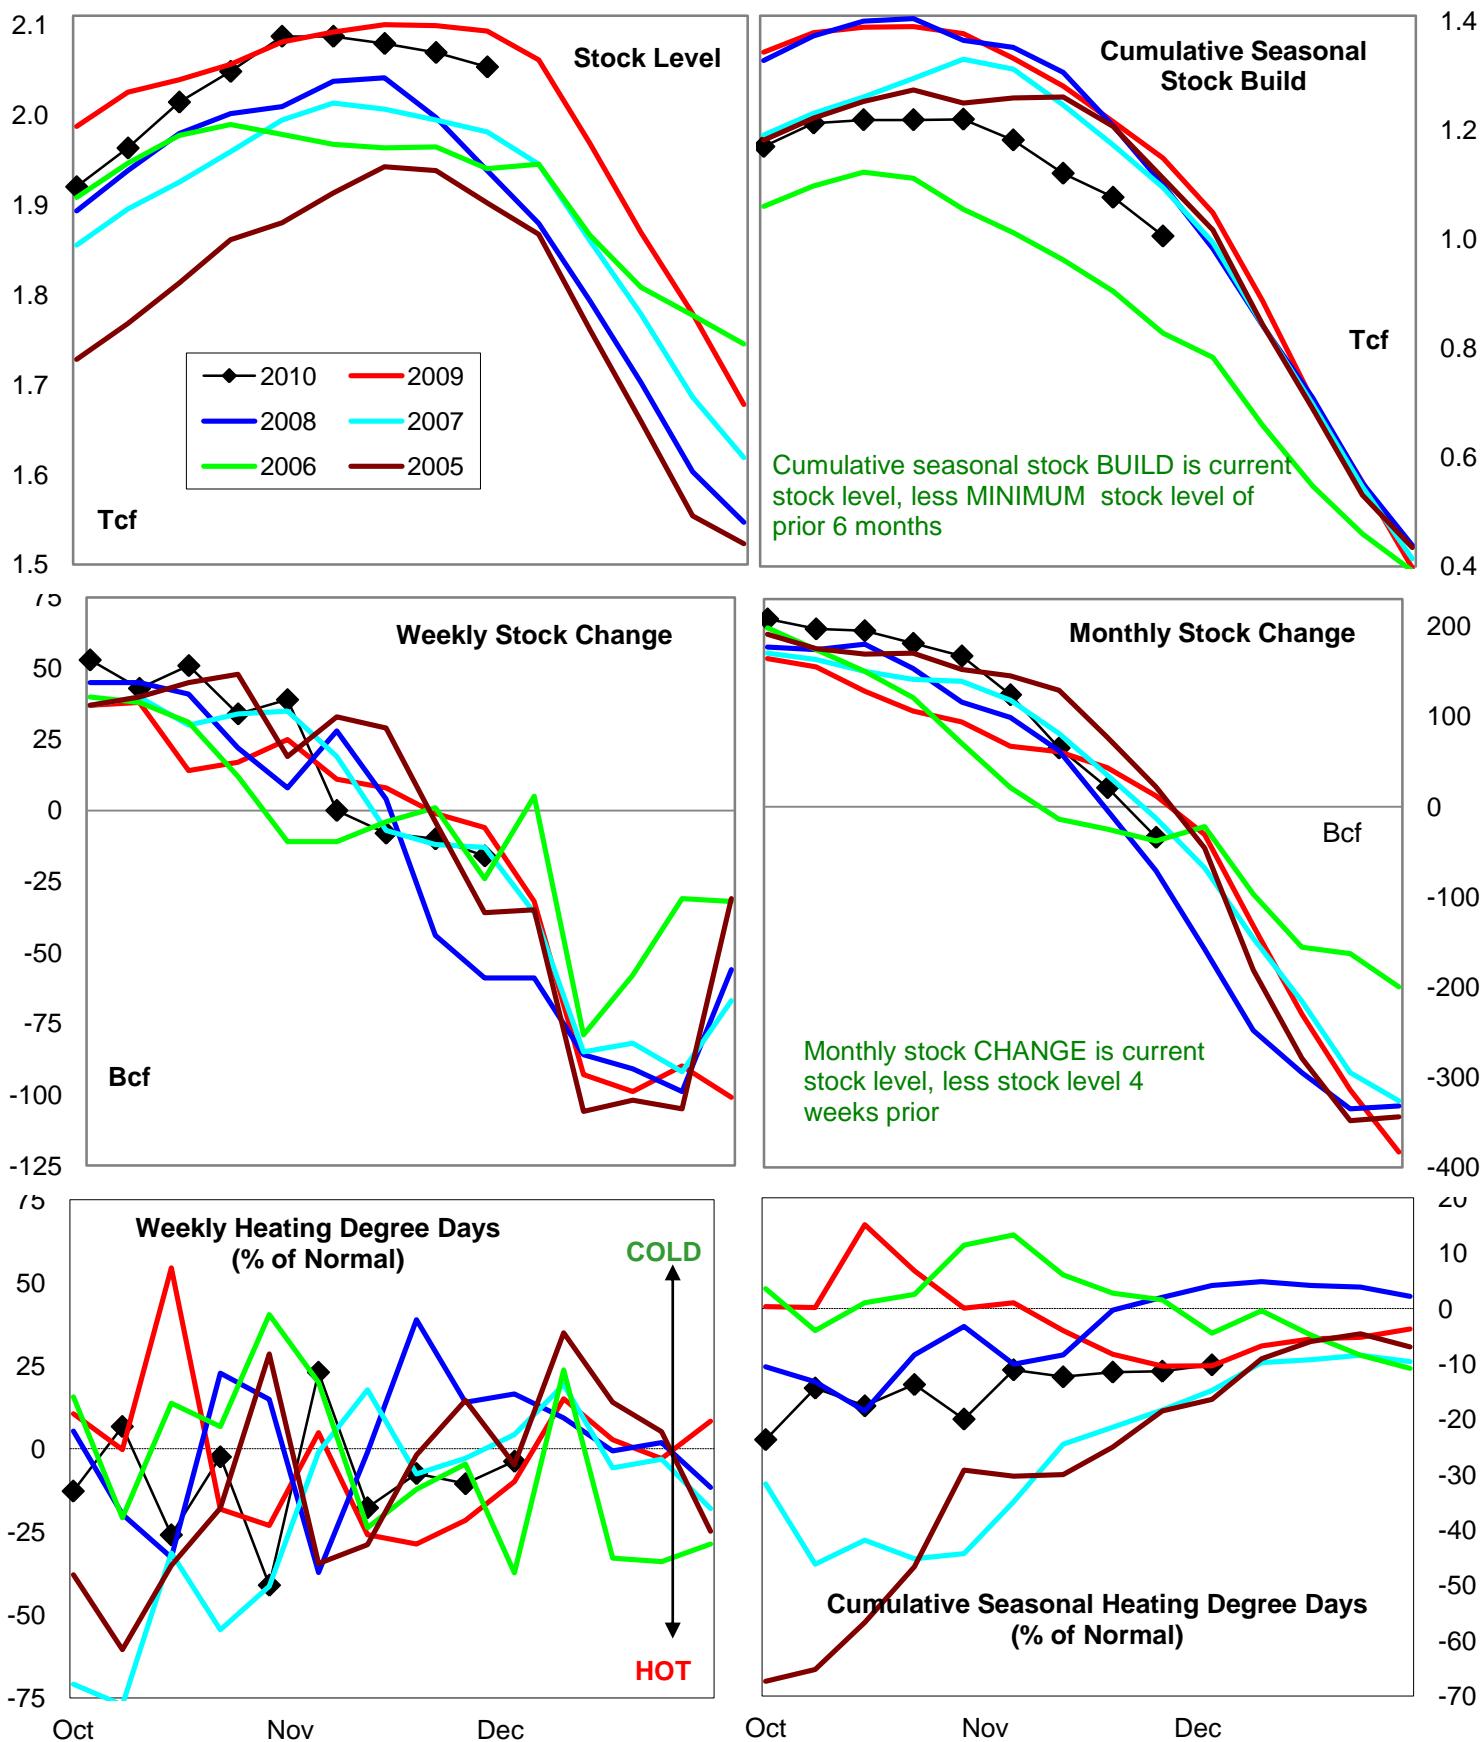 2.1
2.0
1.9
1.8
1.7
1.6
1.5
Stock Level
2010
2009
2008
2007
2006
2005
Tcf
Cumulative Seasonal
Stock Build
1.4
1.2
1.0
0.8
0.6
0.4
Tcf
Cumulative seasonal stock BUILD is current
stock level, less MINIMUM stock level of
prior 6 months
75
50
25
0
-25
-50
-75
-100
-125
Weekly Stock Change
Bcf
Monthly Stock Change
200
100
0
-100
-200
-300
-400
Bcf
Monthly stock CHANGE is current
stock level, less stock level 4
weeks prior
75
50
25
0
-25
-50
-75
Weekly Heating Degree Days
(% of Normal)
COLD
HOT
Oct
Nov
Dec
20
10
0
-10
-20
-30
-40
-50
-60
-70
Cumulative Seasonal Heating Degree Days
(% of Normal)
Oct
Nov
Dec